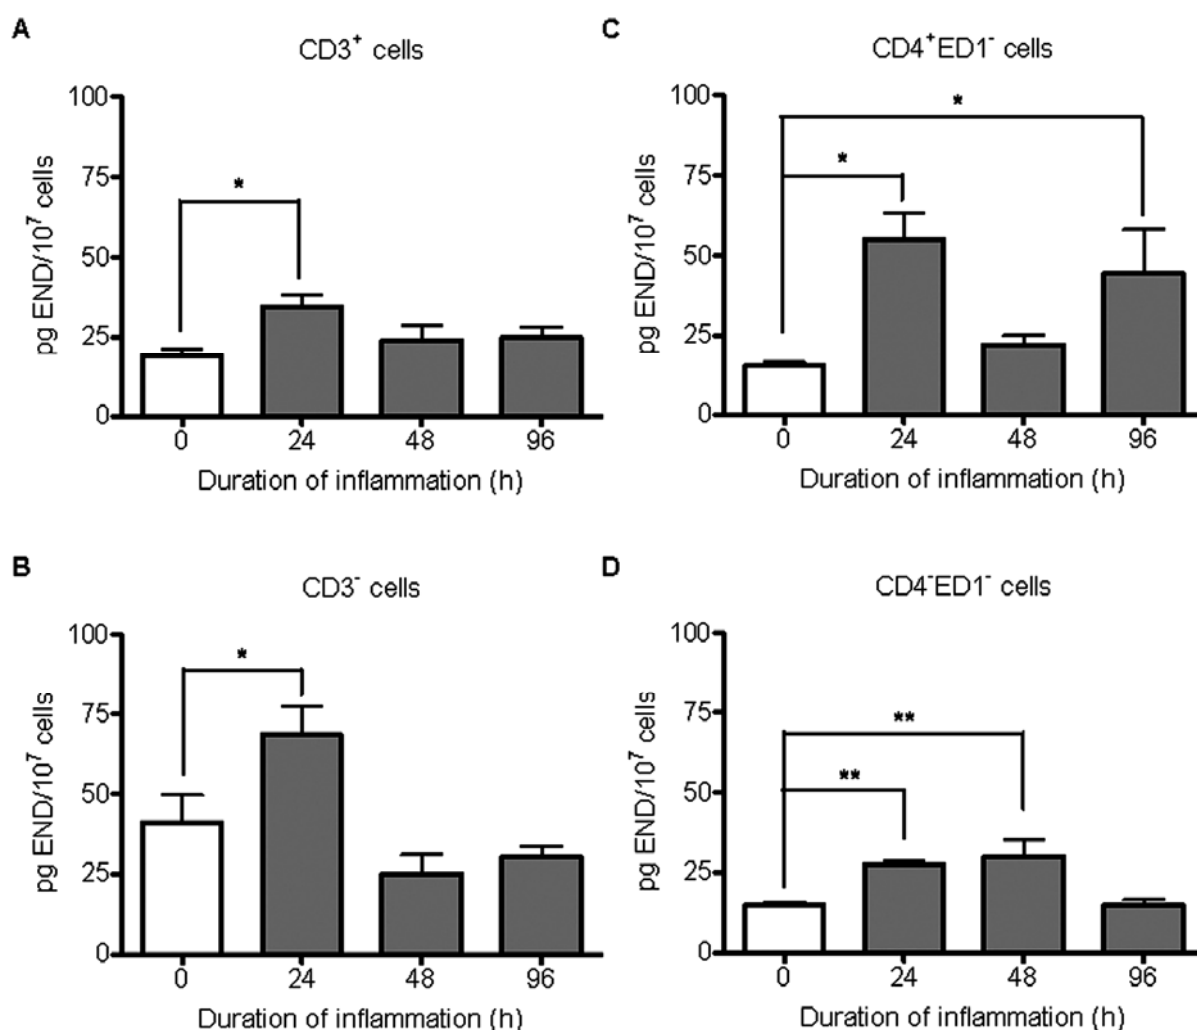 A
CD3⁺ cells
pg END/10⁷ cells
100
75
50
25
0
*
0 24 48 96
Duration of inflammation (h)
B
CD3⁻ cells
pg END/10⁷ cells
100
75
50
25
0
*
0 24 48 96
Duration of inflammation (h)
C
CD4⁺ED1⁻ cells
pg END/10⁷ cells
100
75
50
25
0
*
*
0 24 48 96
Duration of inflammation (h)
D
CD4⁻ED1⁻ cells
pg END/10⁷ cells
100
75
50
25
0
**
**
0 24 48 96
Duration of inflammation (h)